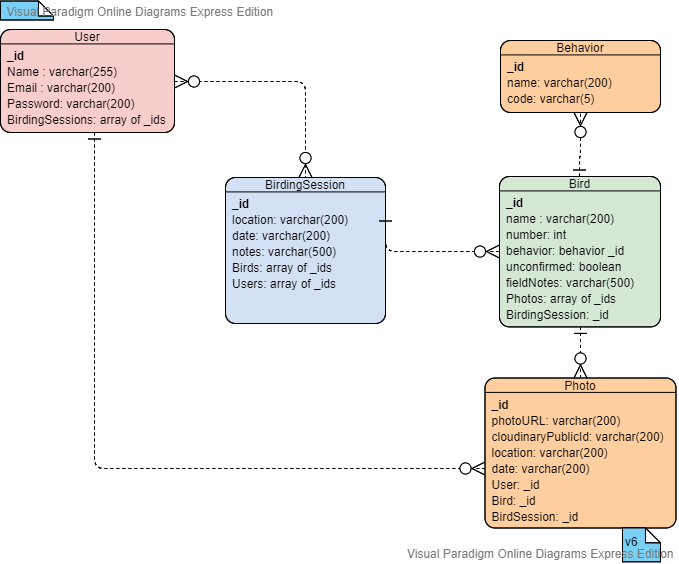 Visual Paradigm Online Diagrams Express Edition
User
_id
Name : varchar(255)
Email : varchar(200)
Password: varchar(200)
BirdingSessions: array of _ids
Behavior
_id
name: varchar(200)
code: varchar(5)
BirdingSession
_id
location: varchar(200)
date: varchar(200)
notes: varchar(500)
Birds: array of _ids
Users: array of _ids
Bird
_id
name : varchar(200)
number: int
behavior: behavior _id
unconfirmed: boolean
fieldNotes: varchar(500)
Photos: array of _ids
BirdingSession: _id
Photo
_id
photoURL: varchar(200)
cloudinaryPublicId: varchar(200)
location: varchar(200)
date: varchar(200)
User: _id
Bird: _id
BirdSession: _id
v6
Visual Paradigm Online Diagrams Express Edition